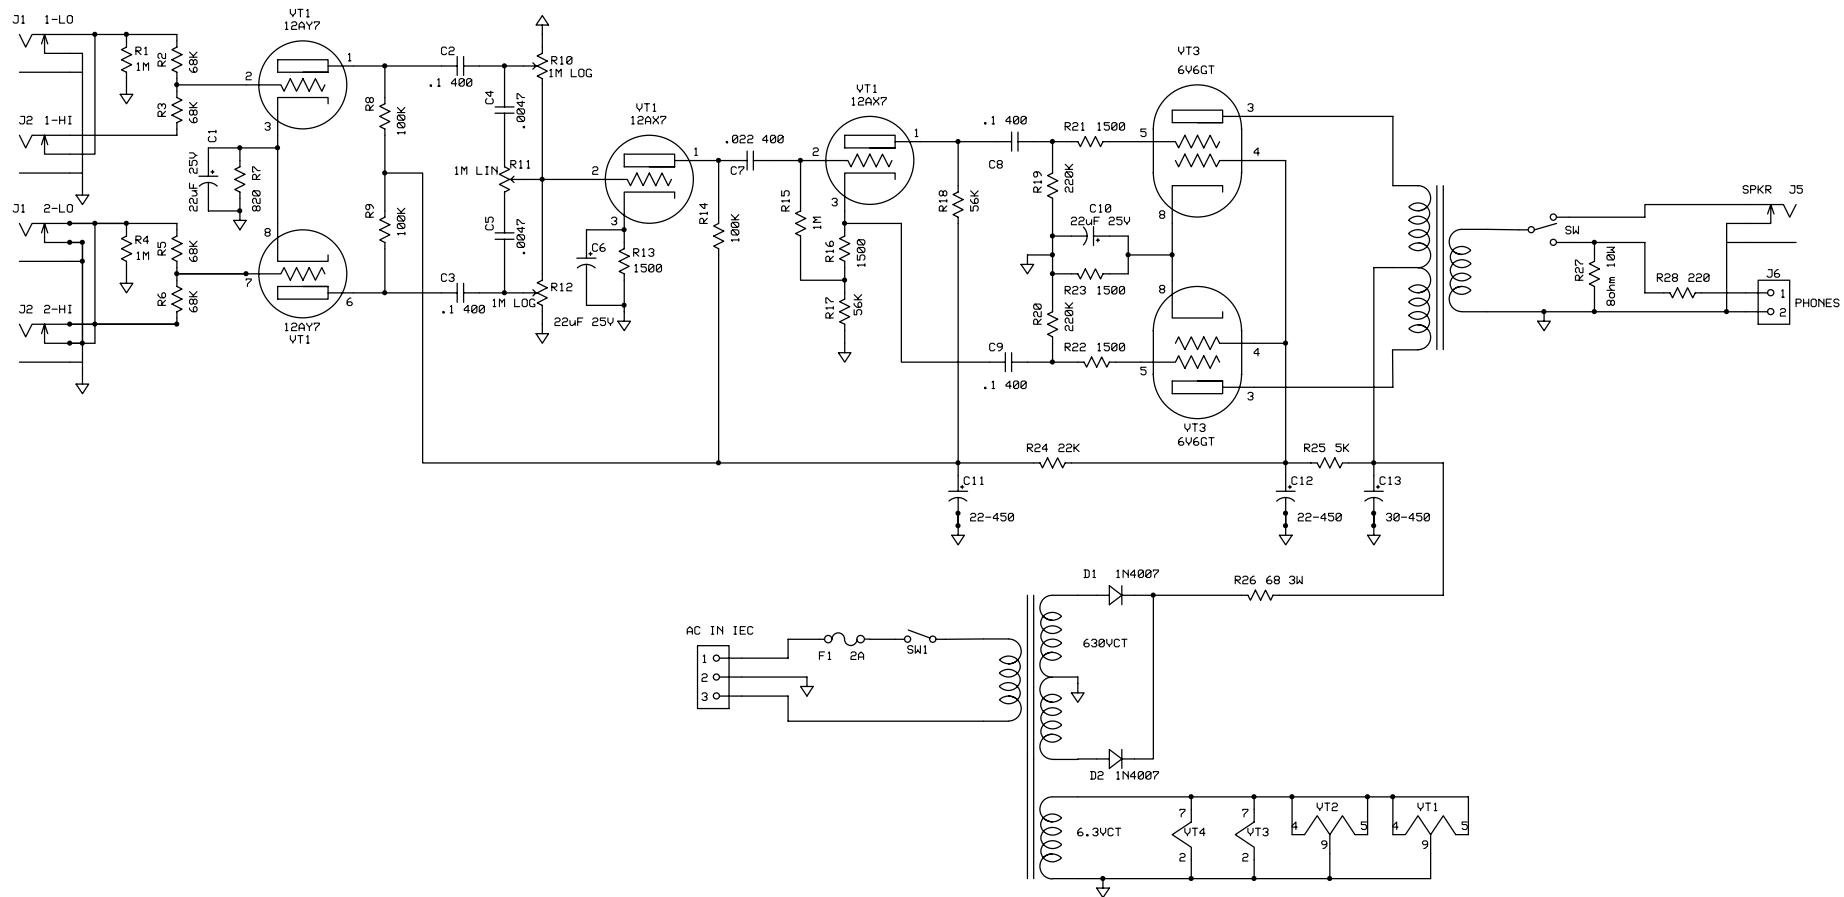 J1 1-LO
R1
1M
R2
68K
R3
68K
J2 1-HI
VT1
12AY7
2
1
3
C1
22uF 25V
R7
820
J1 2-LO
R4
1M
R5
68K
R6
68K
J2 2-HI
8
7
6
12AY7
VT1
R8
100K
R9
100K
C2
.1 400
C3
.1 400
C4
.0047
C5
.0047
R10
1M LOG
R11
1M LIN
R12
1M LOG
VT1
12AX7
2
1
3
C6
22uF 25V
R13
1500
R14
100K
.022 400
C7
R15
1M
VT1
12AX7
2
1
3
R16
1500
R17
56K
R18
56K
.1 400
C8
C9
.1 400
R19
220K
R20
220K
R21 1500
R22 1500
C10
22uF 25V
R23 1500
VT3
6V6GT
5
3
4
8
8
4
5
3
VT3
6V6GT
R24 22K
R25 5K
C11
22-450
C12
22-450
C13
30-450
SW
SPKR J5
R27
8ohm 10W
R28 220
J6
1
2
PHONES
D1 1N4007
R26 68 3W
630VCT
D2 1N4007
AC IN IEC
1
2
3
F1 2A
SW1
6.3VCT
7
VT4
2
7
VT3
2
VT2
4
5
9
VT1
4
5
9